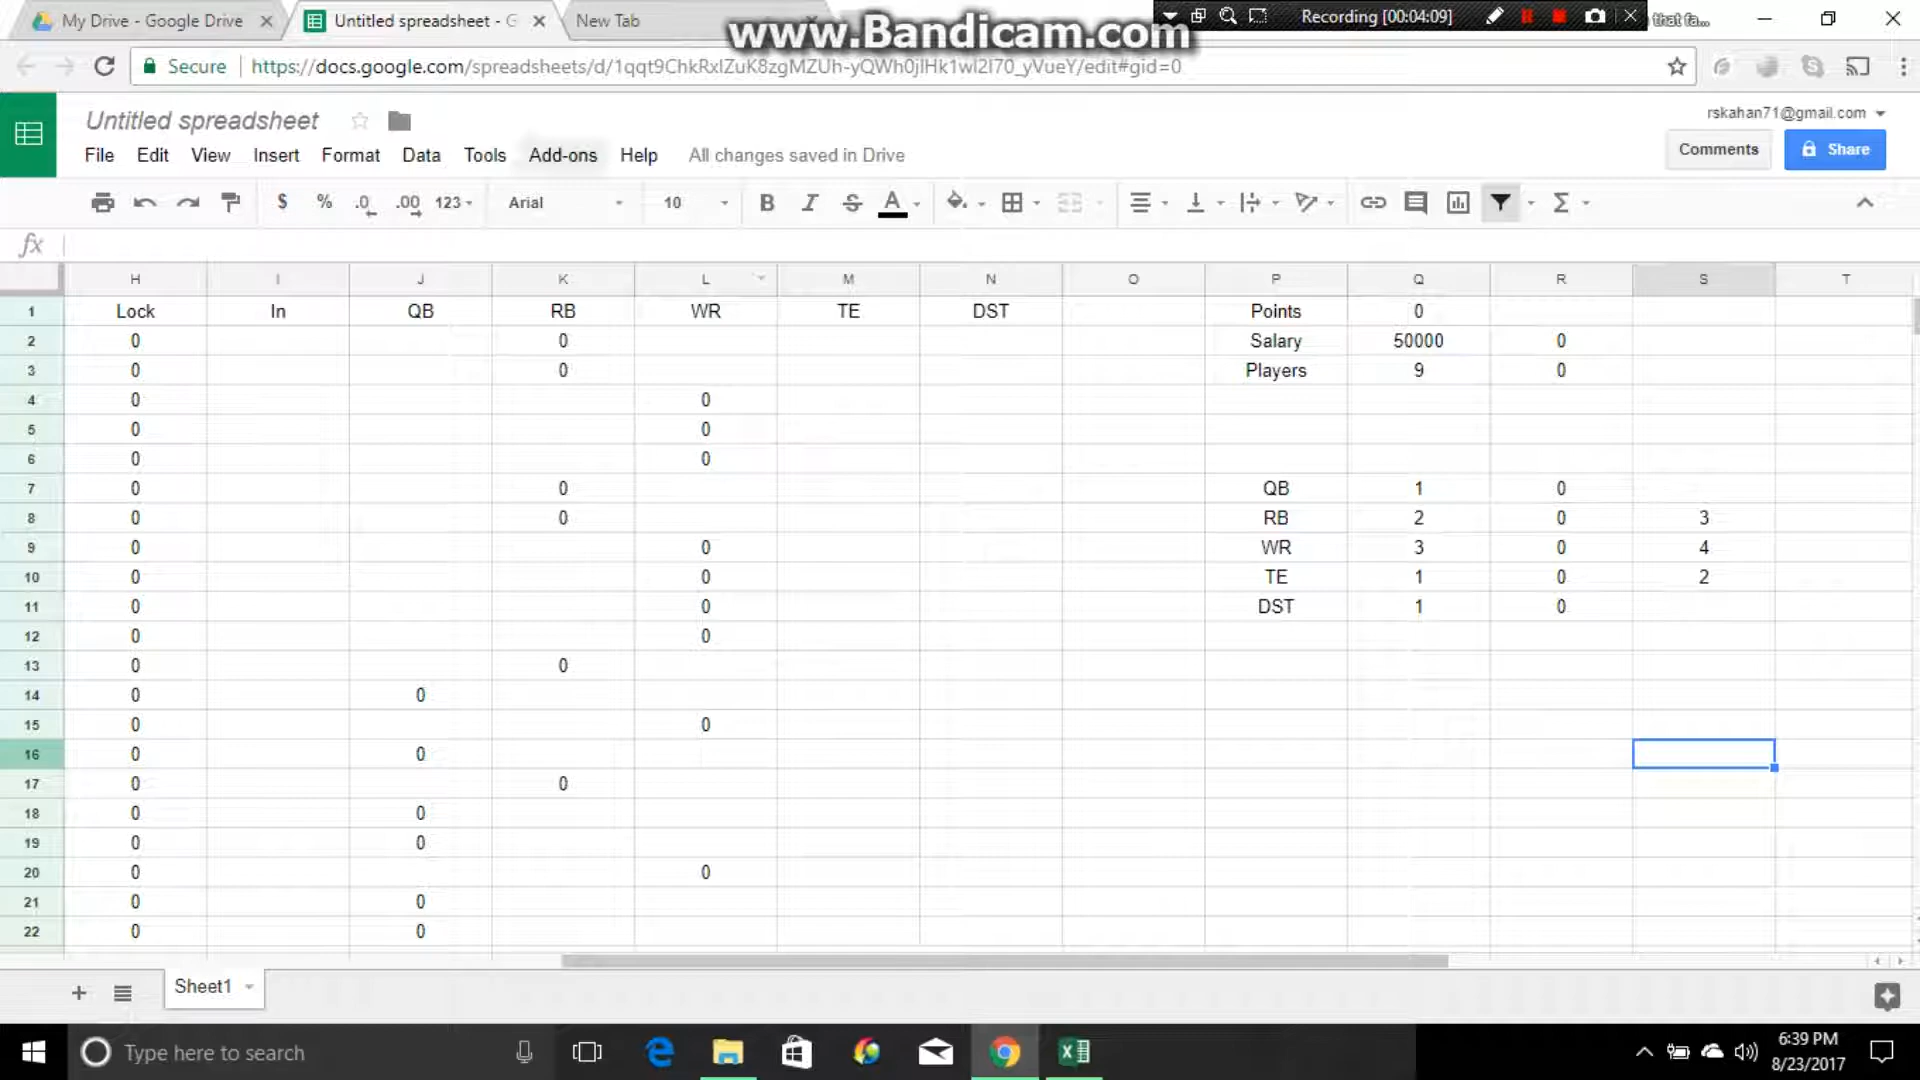 My Drive - Google Drive
Untitled spreadsheet - G
New Tab
www.Bandicam.com
Recording [00:04:09]
that fa...
Secure
https://docs.google.com/spreadsheets/d/1qqt9ChkRxlZuK8zgMZUh-yQWh0jlHk1wl2I70_yVueY/edit#gid=0
Untitled spreadsheet
rskahan71@gmail.com
File Edit View Insert Format Data Tools Add-ons Help All changes saved in Drive
Comments
Share
$ % .0 .00 123 Arial 10 B I S A Σ
fx
H I J K L M N O P Q R S T
1 Lock In QB RB WR TE DST Points 0
2 0 0 Salary 50000 0
3 0 0 Players 9 0
4 0 0
5 0 0
6 0 0
7 0 0 QB 1 0
8 0 0 RB 2 0 3
9 0 0 WR 3 0 4
10 0 0 TE 1 0 2
11 0 0 DST 1 0
12 0 0
13 0 0
14 0 0
15 0 0
16 0 0
17 0 0
18 0 0
19 0 0
20 0 0
21 0 0
22 0 0
Sheet1
Type here to search
6:39 PM
8/23/2017